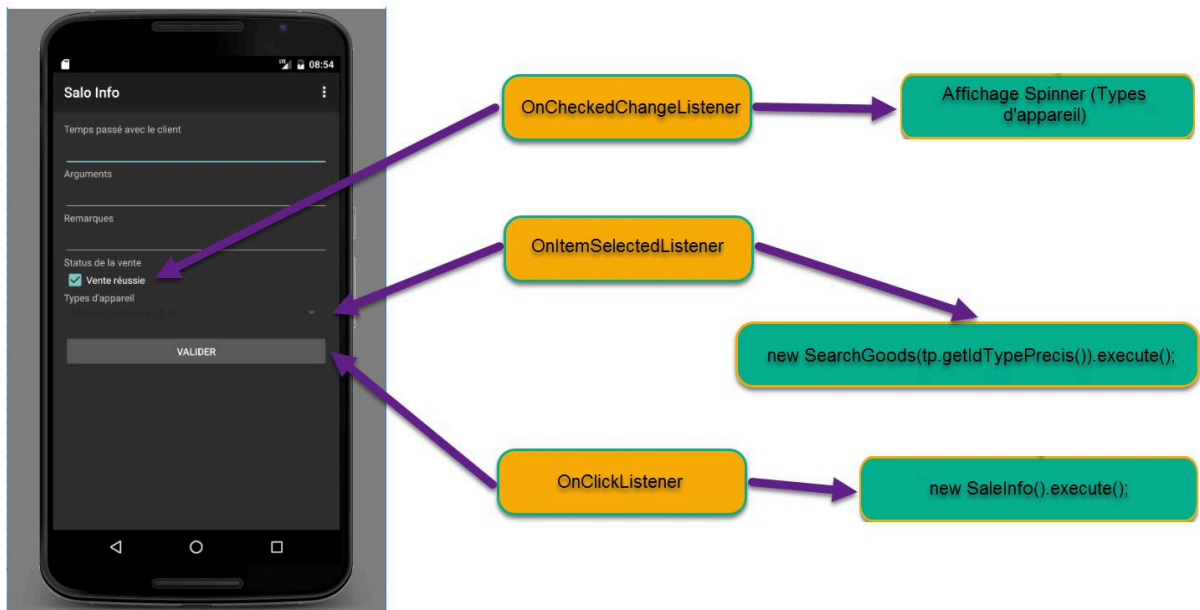 08:54
Salo Info
Temps passé avec le client
Arguments
Remarques
Status de la vente
Vente réussie
Types d'appareil
VALIDER
OnCheckedChangeListener
Affichage Spinner (Types
d'appareil)
OnItemSelectedListener
new SearchGoods(tp.getIdTypePrecis()).execute();
OnClickListener
new SaleInfo().execute();